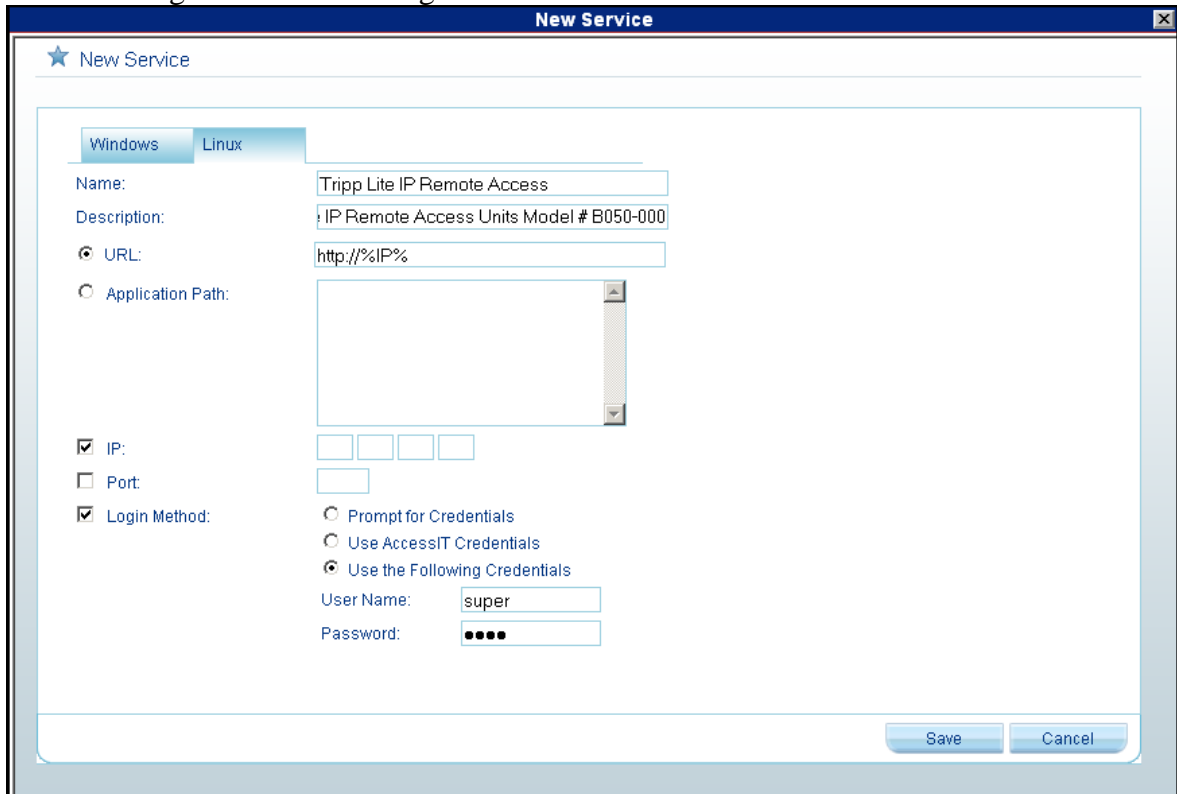 New Service
New Service
Windows Linux
Name: Tripp Lite IP Remote Access
Description: IP Remote Access Units Model # B050-000
URL: http://%IP%
Application Path:
IP:
Port:
Login Method: Prompt for Credentials
Use AccessIT Credentials
Use the Following Credentials
User Name: super
Password: ●●●●
Save Cancel